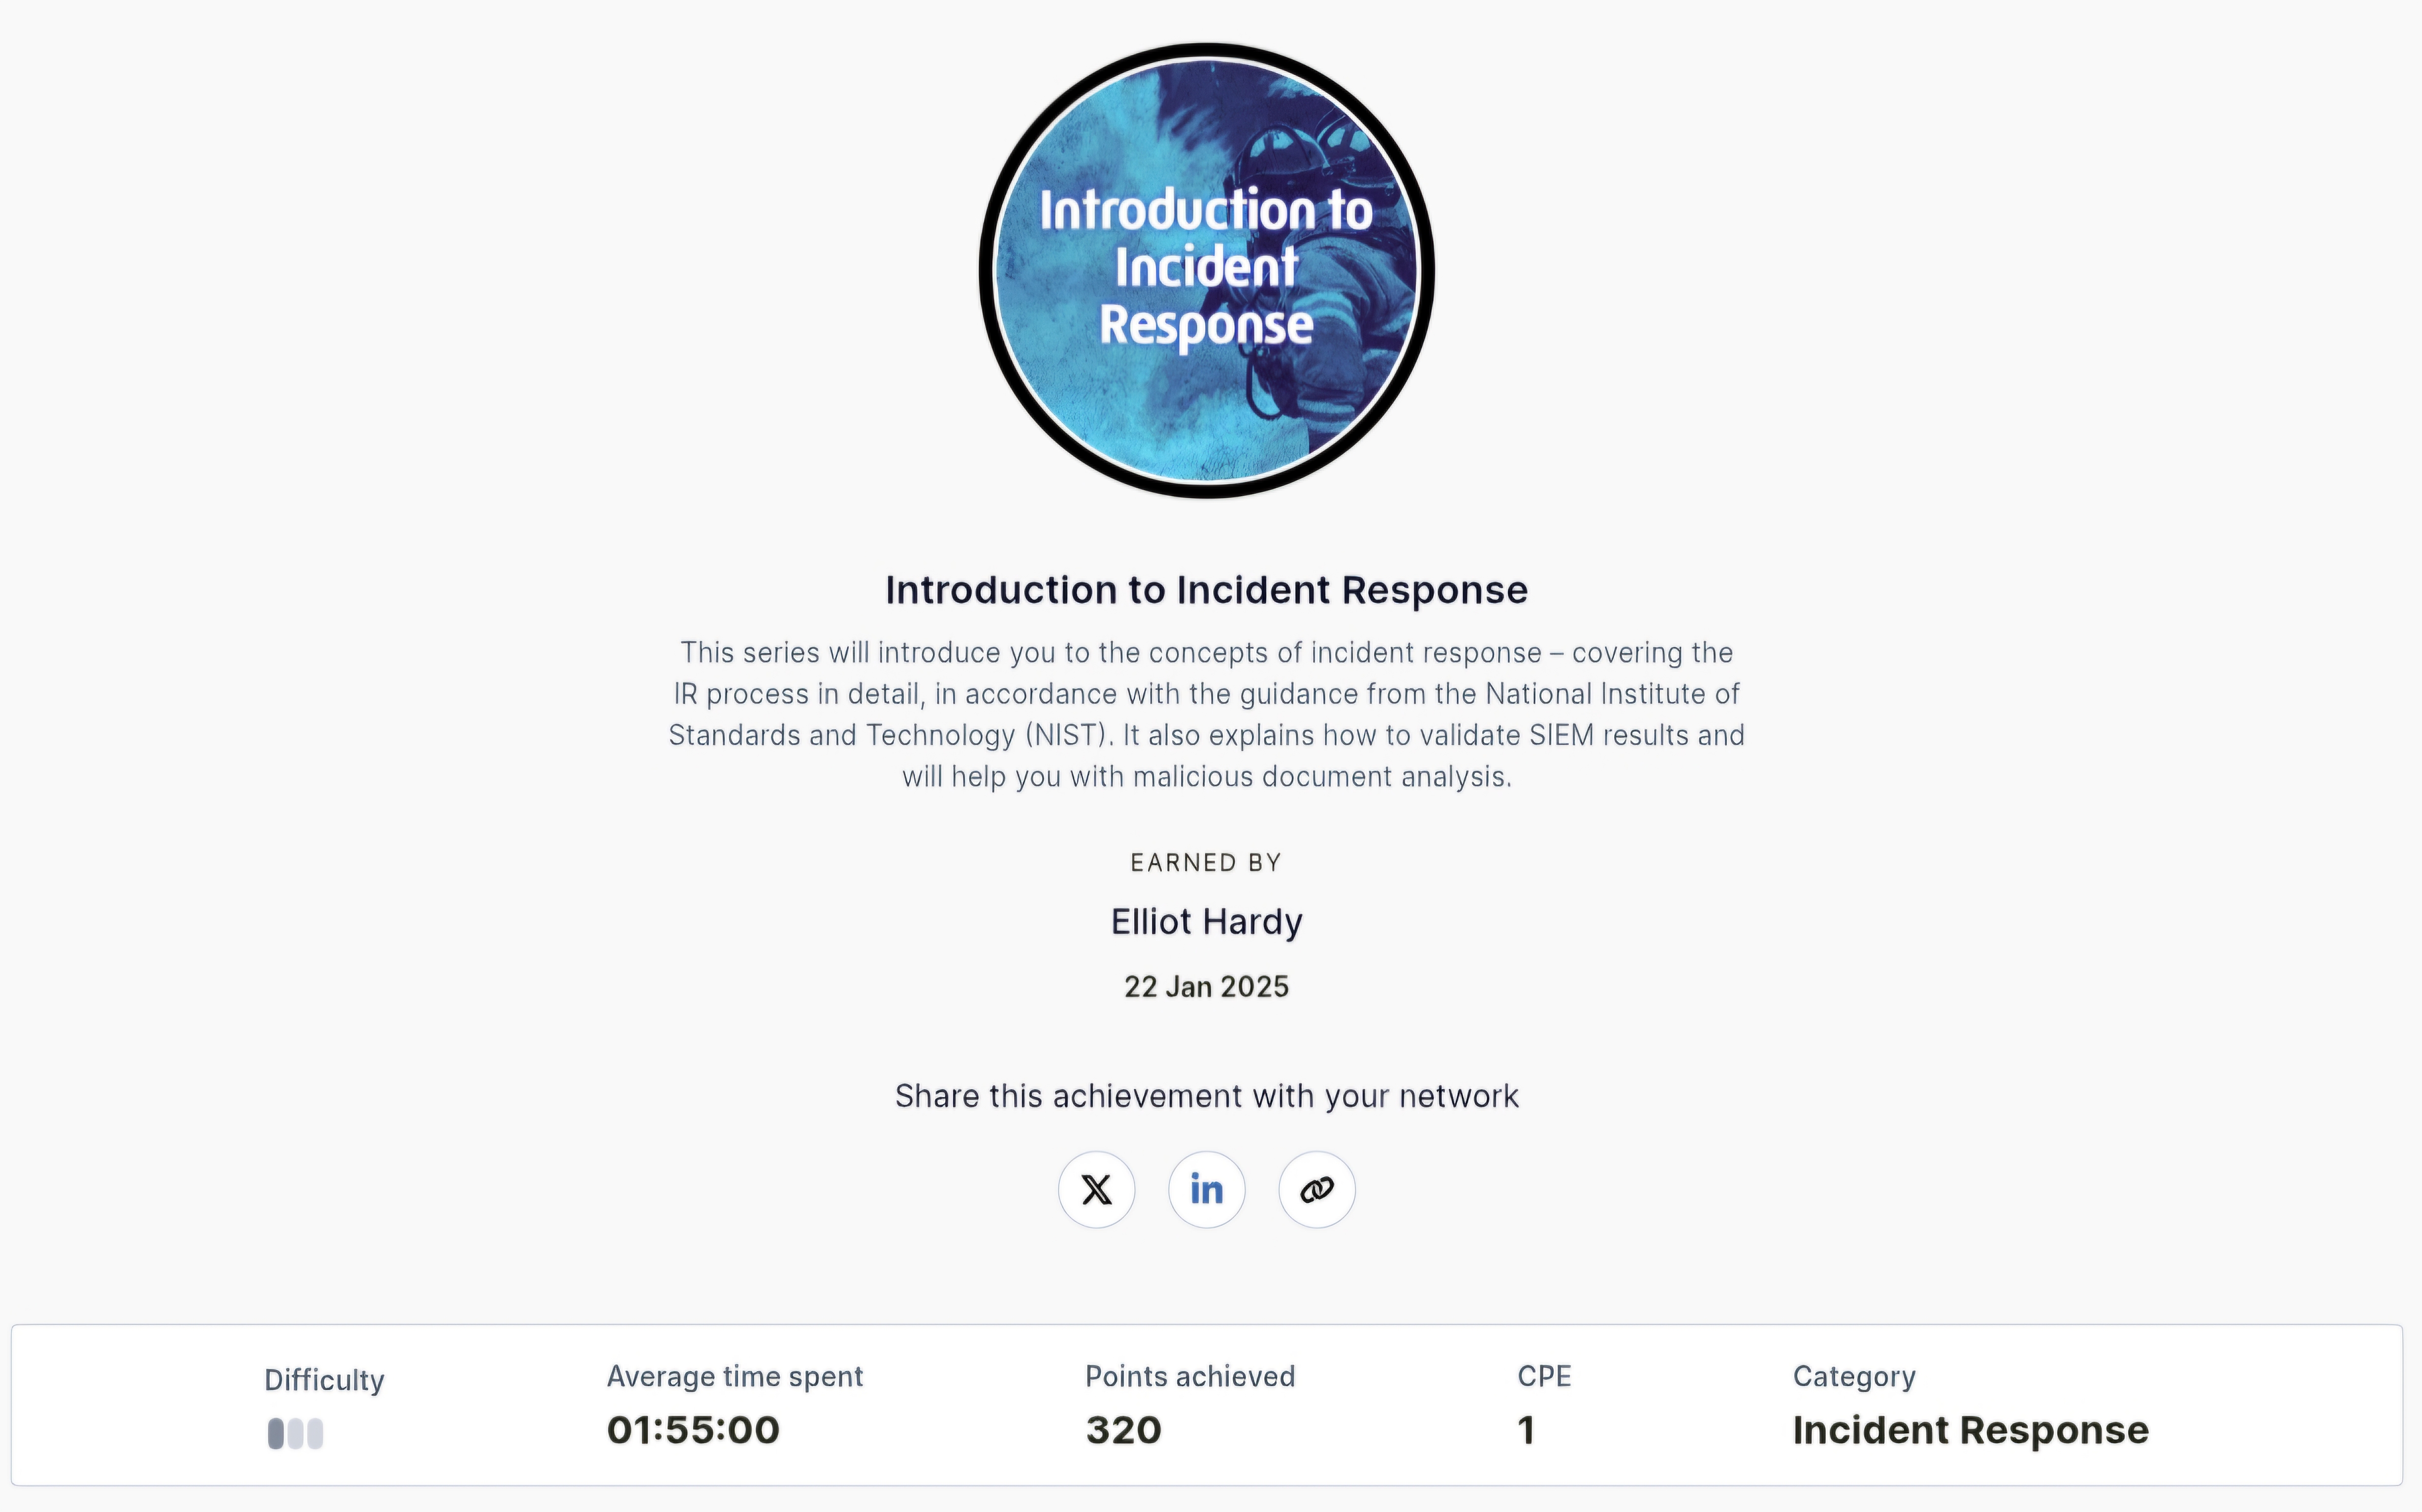 Introduction to
Incident
Response
Introduction to Incident Response
This series will introduce you to the concepts of incident response – covering the
IR process in detail, in accordance with the guidance from the National Institute of
Standards and Technology (NIST). It also explains how to validate SIEM results and
will help you with malicious document analysis.
EARNED BY
Elliot Hardy
22 Jan 2025
Share this achievement with your network
X in
Difficulty
Average time spent
01:55:00
Points achieved
320
CPE
1
Category
Incident Response